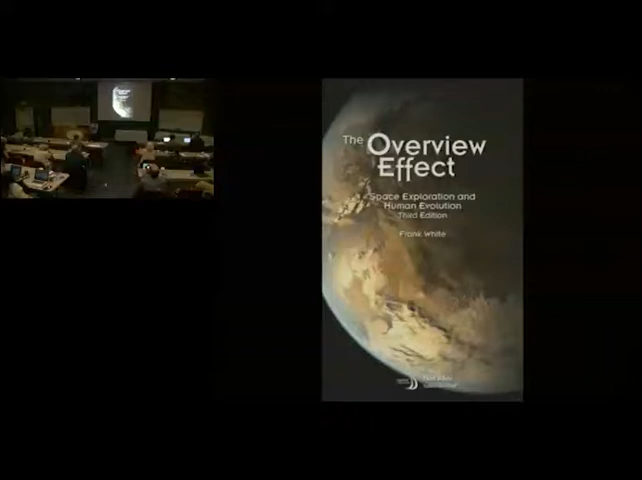 The Overview
Effect
Space Exploration and
Human Evolution
Third Edition
Frank White